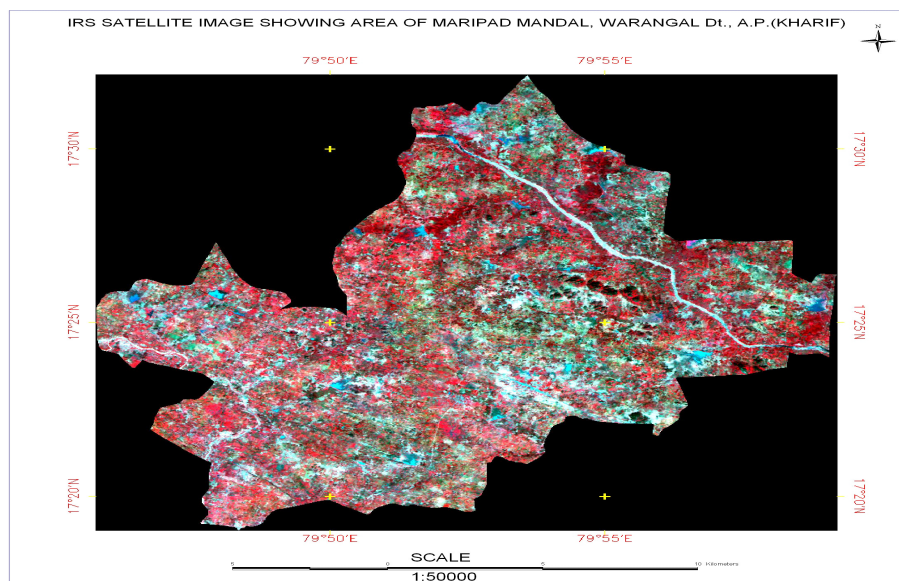 IRS SATELLITE IMAGE SHOWING AREA OF MARIPAD MANDAL, WARANGAL Dt., A.P.(KHARIF)
N
79°50'E 79°55'E
17°30'N 17°30'N
17°25'N 17°25'N
17°20'N 17°20'N
79°50'E 79°55'E
SCALE
5 0 5 10 Kilometers
1:50000